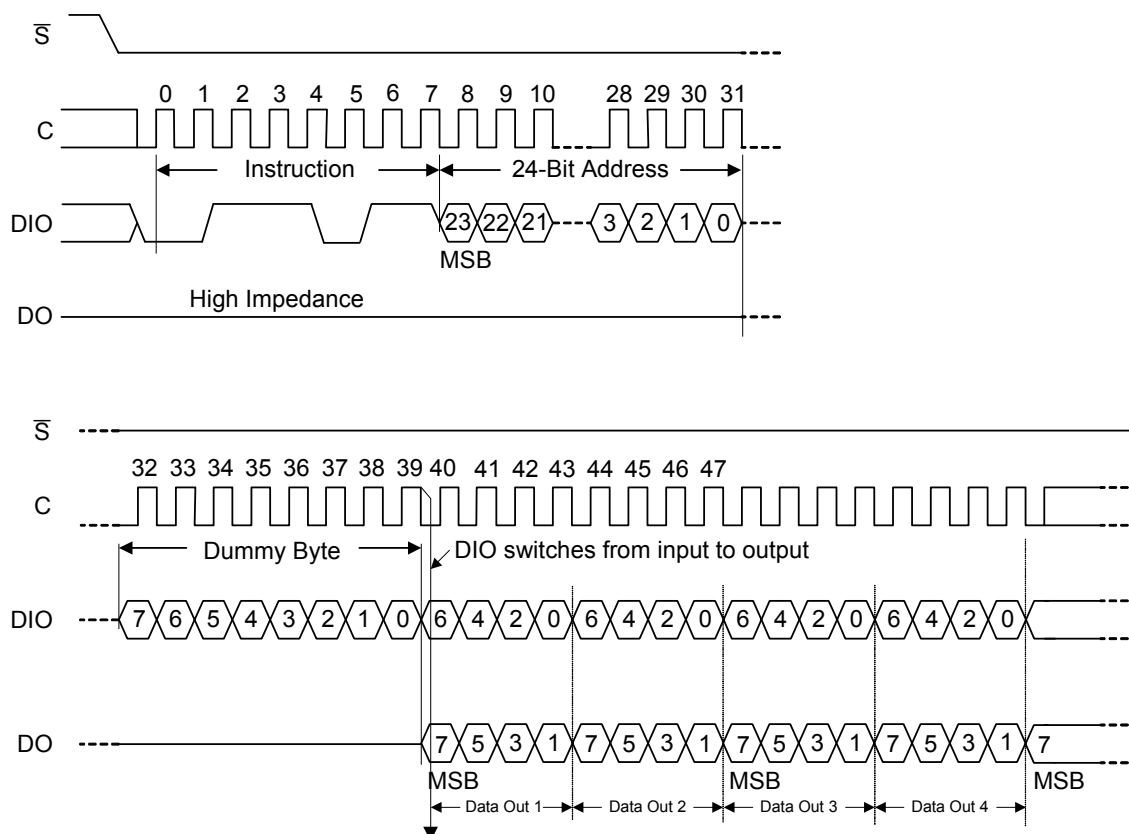 S
0 1 2 3 4 5 6 7 8 9 10 28 29 30 31
C
Instruction 24-Bit Address
DIO 23 22 21 3 2 1 0
MSB
High Impedance
DO
S
32 33 34 35 36 37 38 39 40 41 42 43 44 45 46 47
C
Dummy Byte DIO switches from input to output
DIO 7 6 5 4 3 2 1 0 6 4 2 0 6 4 2 0 6 4 2 0 6 4 2 0
DO 7 5 3 1 7 5 3 1 7 5 3 1 7 5 3 1 7
MSB MSB MSB
Data Out 1 Data Out 2 Data Out 3 Data Out 4